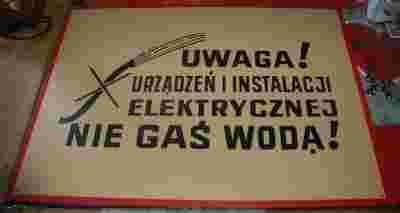 UWAGA!
URZĄDZEŃ I INSTALACJI
ELEKTRYCZNEJ
NIE GAŚ WODĄ!